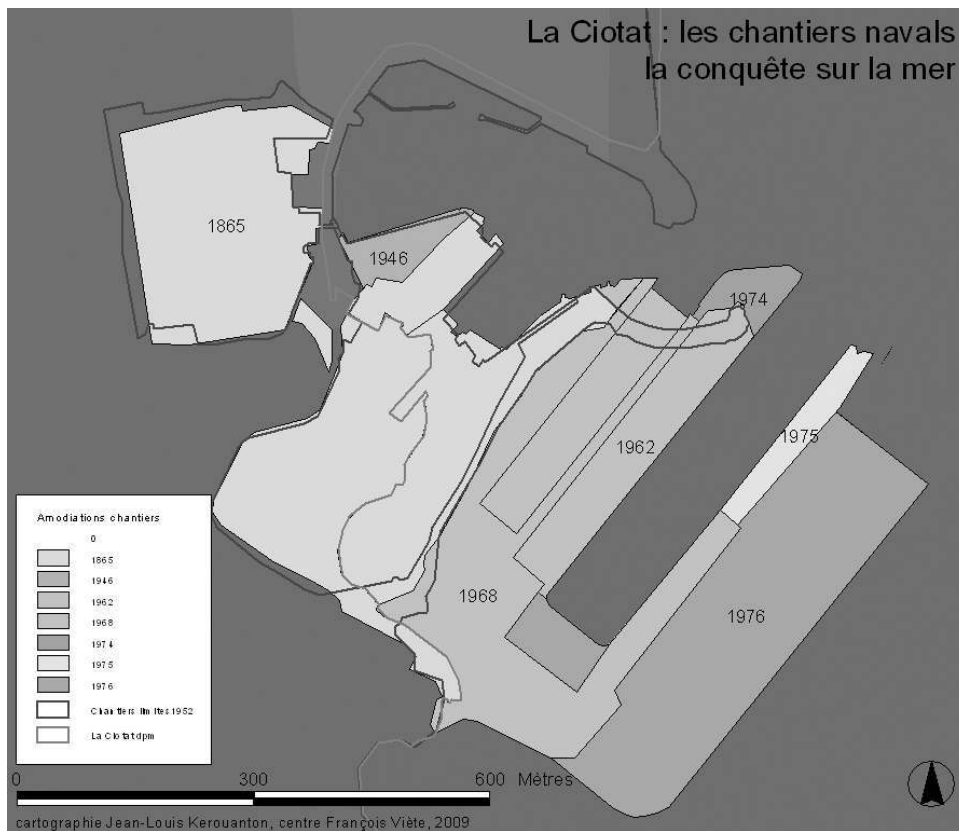 La Ciotat : les chantiers navals
la conquête sur la mer
1865
1946
1974
1962
1975
1968
1976
Amodiations chantiers
0
1865
1946
1962
1968
1974
1975
1976
Chantiers limites 1952
La Ciotat dpm
0 300 600 Mètres
cartographie Jean-Louis Kerouanton, centre François Viète, 2009